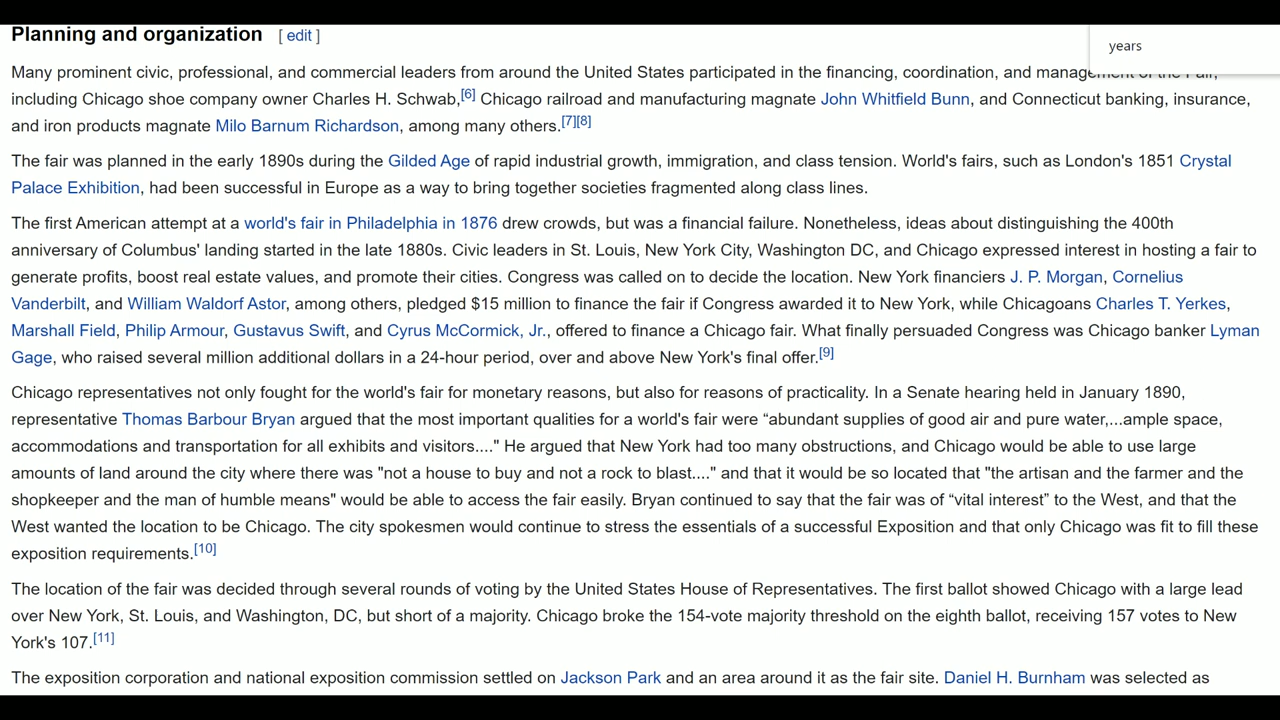 Planning and organization [ edit ]
years
Many prominent civic, professional, and commercial leaders from around the United States participated in the financing, coordination, and management of the Fair,
including Chicago shoe company owner Charles H. Schwab,[6] Chicago railroad and manufacturing magnate John Whitfield Bunn, and Connecticut banking, insurance,
and iron products magnate Milo Barnum Richardson, among many others.[7][8]
The fair was planned in the early 1890s during the Gilded Age of rapid industrial growth, immigration, and class tension. World's fairs, such as London's 1851 Crystal
Palace Exhibition, had been successful in Europe as a way to bring together societies fragmented along class lines.
The first American attempt at a world's fair in Philadelphia in 1876 drew crowds, but was a financial failure. Nonetheless, ideas about distinguishing the 400th
anniversary of Columbus' landing started in the late 1880s. Civic leaders in St. Louis, New York City, Washington DC, and Chicago expressed interest in hosting a fair to
generate profits, boost real estate values, and promote their cities. Congress was called on to decide the location. New York financiers J. P. Morgan, Cornelius
Vanderbilt, and William Waldorf Astor, among others, pledged $15 million to finance the fair if Congress awarded it to New York, while Chicagoans Charles T. Yerkes,
Marshall Field, Philip Armour, Gustavus Swift, and Cyrus McCormick, Jr., offered to finance a Chicago fair. What finally persuaded Congress was Chicago banker Lyman
Gage, who raised several million additional dollars in a 24-hour period, over and above New York's final offer.[9]
Chicago representatives not only fought for the world's fair for monetary reasons, but also for reasons of practicality. In a Senate hearing held in January 1890,
representative Thomas Barbour Bryan argued that the most important qualities for a world's fair were “abundant supplies of good air and pure water,...ample space,
accommodations and transportation for all exhibits and visitors...." He argued that New York had too many obstructions, and Chicago would be able to use large
amounts of land around the city where there was "not a house to buy and not a rock to blast...." and that it would be so located that "the artisan and the farmer and the
shopkeeper and the man of humble means" would be able to access the fair easily. Bryan continued to say that the fair was of “vital interest” to the West, and that the
West wanted the location to be Chicago. The city spokesmen would continue to stress the essentials of a successful Exposition and that only Chicago was fit to fill these
exposition requirements.[10]
The location of the fair was decided through several rounds of voting by the United States House of Representatives. The first ballot showed Chicago with a large lead
over New York, St. Louis, and Washington, DC, but short of a majority. Chicago broke the 154-vote majority threshold on the eighth ballot, receiving 157 votes to New
York's 107.[11]
The exposition corporation and national exposition commission settled on Jackson Park and an area around it as the fair site. Daniel H. Burnham was selected as